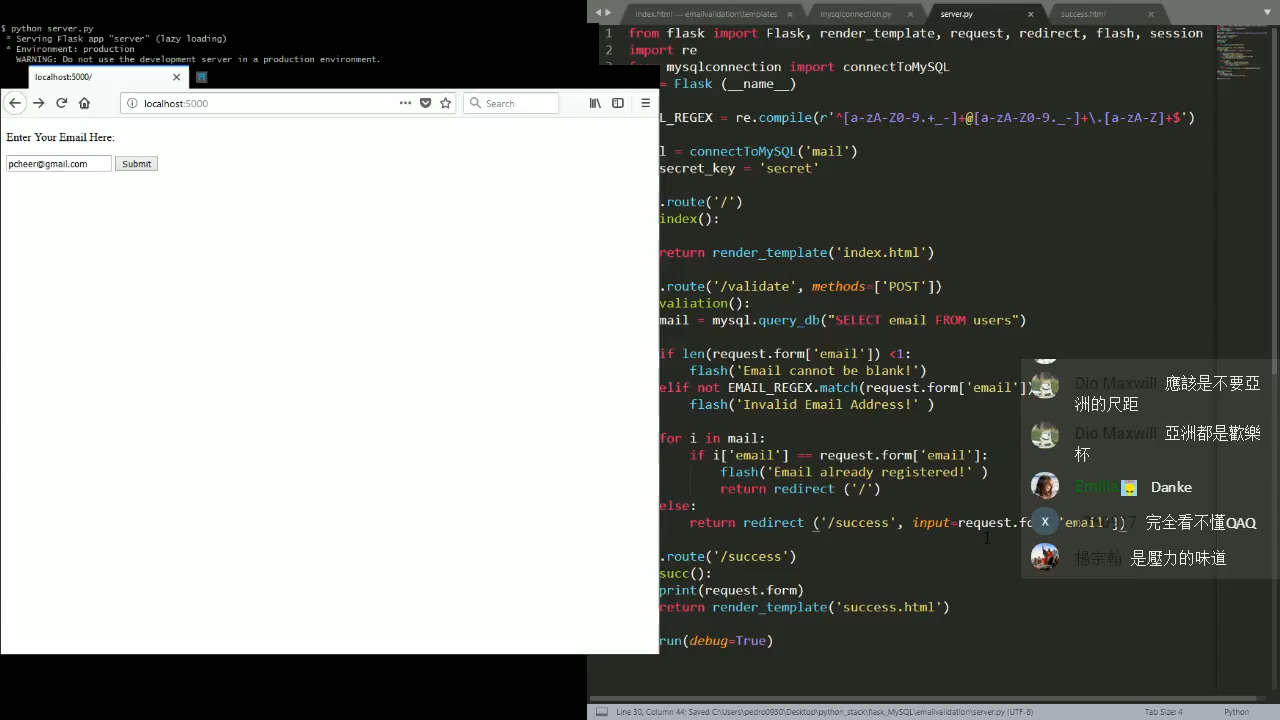 $ python server.py
* Serving Flask app "server" (lazy loading)
* Environment: production
WARNING: Do not use the development server in a production environment.
localhost:5000/
localhost:5000
Search
Enter Your Email Here:
pcheer@gmail.com Submit
index.html — emailvalidation\templates
mysqlconnection.py
server.py
success.html
1 from flask import Flask, render_template, request, redirect, flash, session
2 import re
mysqlconnection import connectToMySQL
= Flask (__name__)
L_REGEX = re.compile(r'^[a-zA-Z0-9.+_-]+@[a-zA-Z0-9._-]+\.[a-zA-Z]+$')
l = connectToMySQL('mail')
secret_key = 'secret'
.route('/')
index():
return render_template('index.html')
.route('/validate', methods=['POST'])
valiation():
mail = mysql.query_db("SELECT email FROM users")
if len(request.form['email']) <1:
flash('Email cannot be blank!')
elif not EMAIL_REGEX.match(request.form['email'])
flash('Invalid Email Address!' )
for i in mail:
if i['email'] == request.form['email']:
flash('Email already registered!' )
return redirect ('/')
else:
return redirect ('/success', input=request.fo 'email'])
.route('/success')
succ():
print(request.form)
return render_template('success.html')
run(debug=True)
Dio Maxwill 應該是不要亞
洲的尺距
Dio Maxwill 亞洲都是歡樂
杯
Emilia Danke
X 完全看不懂QAQ
楊宗翰 是壓力的味道
Line 30, Column 44; Saved C:\Users\pedro0930\Desktop\python_stack\flask_MySQL\emailvalidation\server.py (UTF-8)
Tab Size: 4
Python